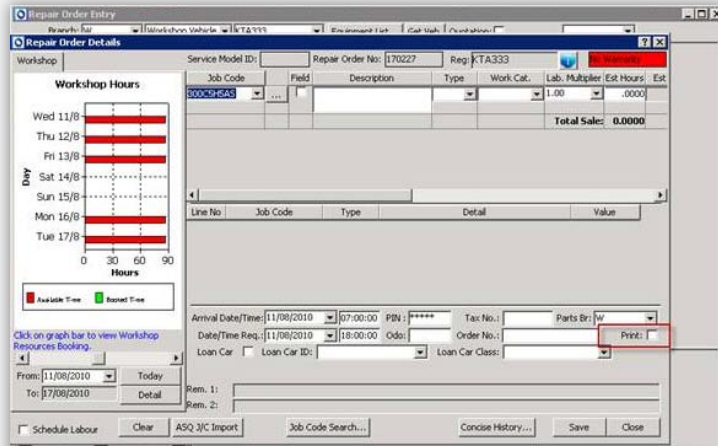 Repair Order Entry
Branch: W Workshop Vehicle KTA333 Equipment List Get Veh Quotation:
Repair Order Details
Workshop
Service Model ID: Repair Order No: 170227 Reg: KTA333 No Warranty
Workshop Hours
Job Code Field Description Type Work Cat. Lab. Multiplier Est Hours Est
300CSHSAS ... 1.00 .0000
Total Sale: 0.0000
Day
Wed 11/8
Thu 12/8
Fri 13/8
Sat 14/8
Sun 15/8
Mon 16/8
Tue 17/8
0 30 60 90
Hours
Available Time Booked Time
Line No Job Code Type Detail Value
Click on graph bar to view Workshop
Resources Booking.
From: 11/08/2010 Today
To: 17/08/2010 Detail
Arrival Date/Time: 11/08/2010 07:00:00 PIN : ***** Tax No.: Parts Br: W
Date/Time Req.: 11/08/2010 18:00:00 Odo: Order No.: Print:
Loan Car Loan Car ID: Loan Car Class:
Rem. 1:
Rem. 2:
Schedule Labour Clear ASQ J/C Import Job Code Search... Concise History... Save Close